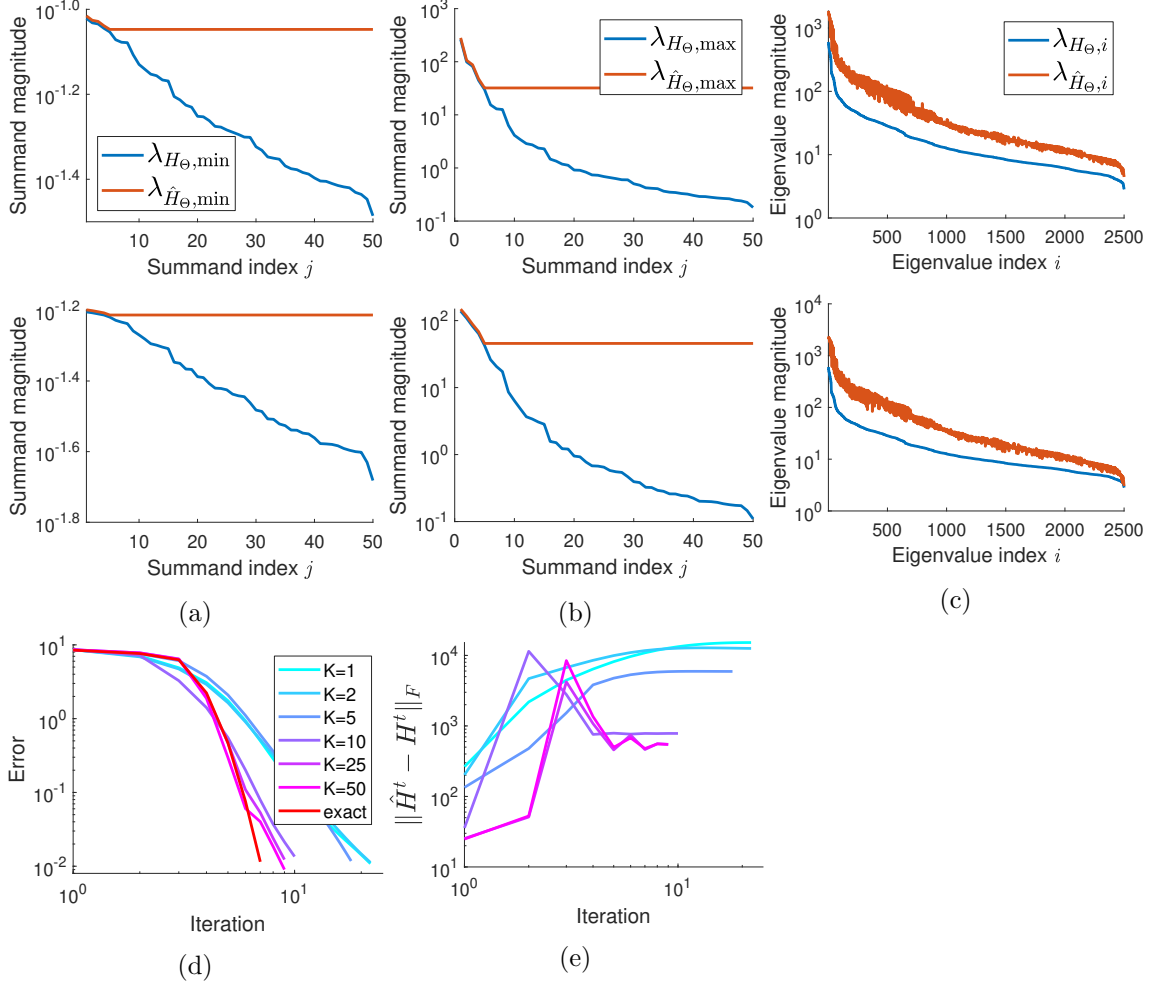 Summand magnitude
10^-1.0
10^-1.2
10^-1.4
λ_{H_Θ,min}
λ_{Ĥ_Θ,min}
10 20 30 40 50
Summand index j
Summand magnitude
10^3
10^2
10^1
10^0
10^-1
λ_{H_Θ,max}
λ_{Ĥ_Θ,max}
0 10 20 30 40 50
Summand index j
Eigenvalue magnitude
10^3
10^2
10^1
10^0
λ_{H_Θ,i}
λ_{Ĥ_Θ,i}
500 1000 1500 2000 2500
Eigenvalue index i
Summand magnitude
10^-1.2
10^-1.4
10^-1.6
10^-1.8
10 20 30 40 50
Summand index j
(a)
Summand magnitude
10^2
10^1
10^0
10^-1
0 10 20 30 40 50
Summand index j
(b)
Eigenvalue magnitude
10^4
10^3
10^2
10^1
10^0
500 1000 1500 2000 2500
Eigenvalue index i
(c)
Error
10^1
10^0
10^-1
10^-2
K=1
K=2
K=5
K=10
K=25
K=50
exact
10^0 10^1
Iteration
(d)
||Ĥ^t − H^t||_F
10^4
10^3
10^2
10^1
10^0 10^1
Iteration
(e)